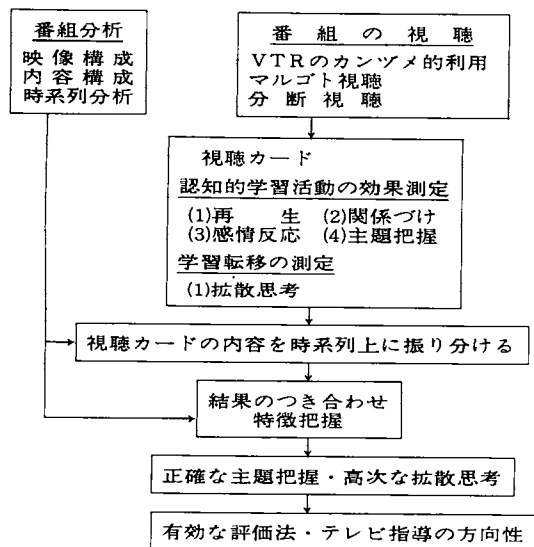 番組分析
映像構成
内容構成
時系列分析
番組の視聴
VTRのカンヅメ的利用
マルゴト視聴
分断視聴
視聴カード
認知的学習活動の効果測定
(1)再生 (2)関係づけ
(3)感情反応 (4)主題把握
学習転移の測定
(1)拡散思考
視聴カードの内容を時系列上に振り分ける
結果のつき合わせ
特徴把握
正確な主題把握・高次な拡散思考
有効な評価法・テレビ指導の方向性